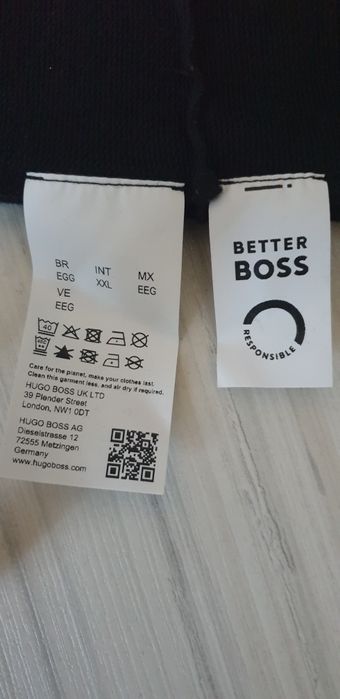 BR
EGG
INT
XXL
MX
EEG
VE
EEG
40
Care for the planet, make your clothes last.
Clean this garment less, and air dry if required.
HUGO BOSS UK LTD
39 Plender Street
London, NW1 0DT
HUGO BOSS AG
Dieselstrasse 12
72555 Metzingen
Germany
www.hugoboss.com
BETTER
BOSS
RESPONSIBLE